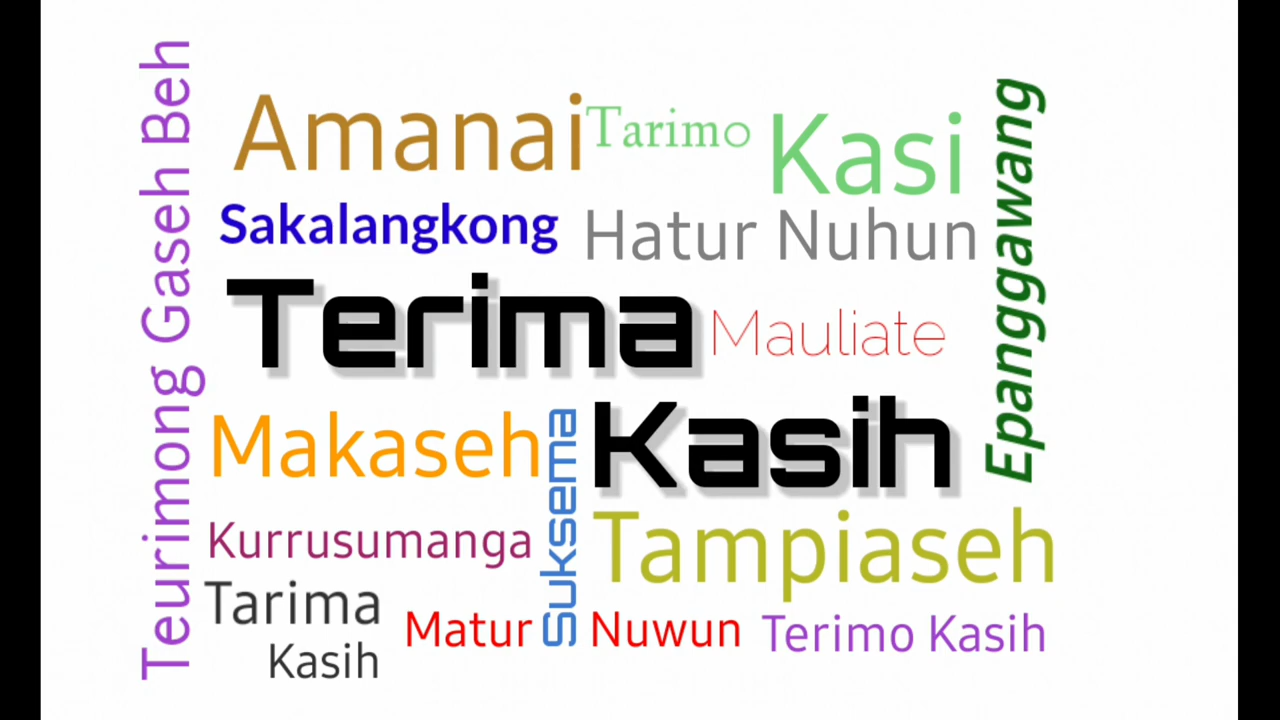 Teurimong Gaseh Beh
Amanai
Tarimo
Kasi
Epanggawang
Sakalangkong
Hatur Nuhun
Terima
Mauliate
Makaseh
Suksema
Kasih
Kurrusumanga
Tampiaseh
Tarima
Kasih
Matur Nuwun
Terimo Kasih